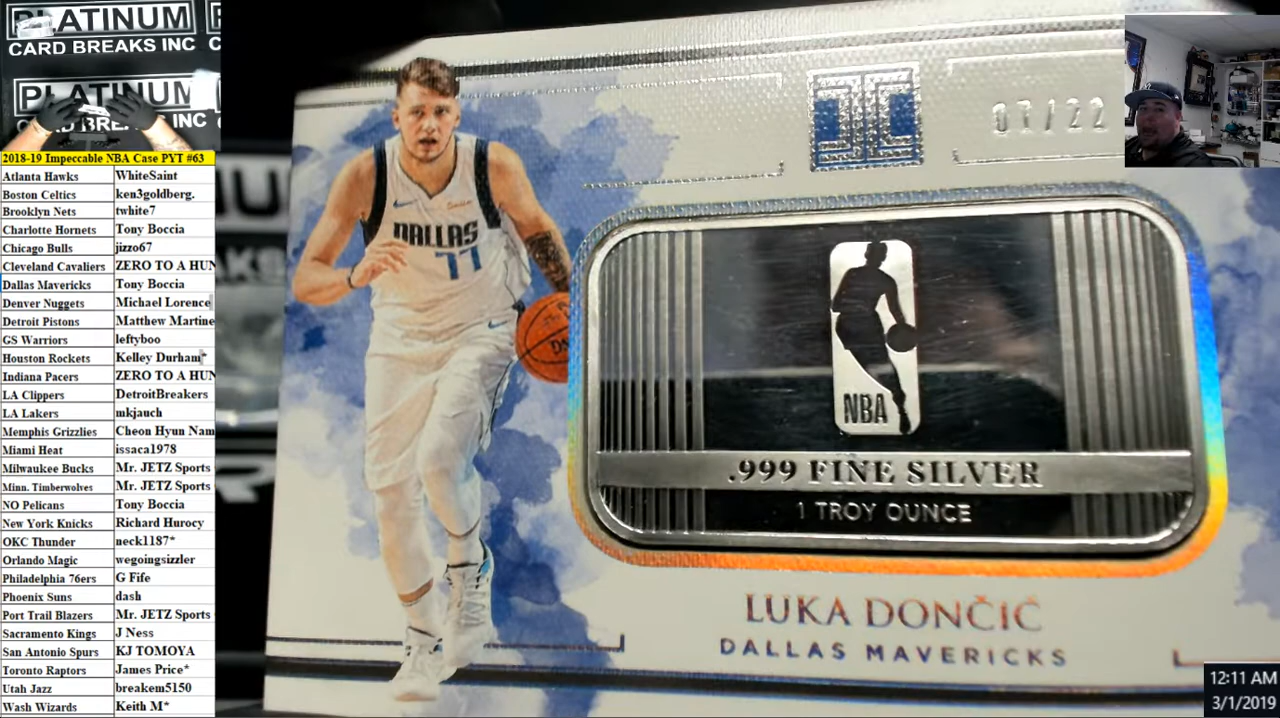 PLATINUM
CARD BREAKS INC
PLATINUM
CARD BREAKS INC
2018-19 Impeccable NBA Case PYT #63
Atlanta Hawks WhiteSaint
Boston Celtics ken3goldberg.
Brooklyn Nets twhite7
Charlotte Hornets Tony Boccia
Chicago Bulls jizzo67
Cleveland Cavaliers ZERO TO A HUN
Dallas Mavericks Tony Boccia
Denver Nuggets Michael Lorence
Detroit Pistons Matthew Martine
GS Warriors leftyboo
Houston Rockets Kelley Durham*
Indiana Pacers ZERO TO A HUN
LA Clippers DetroitBreakers
LA Lakers mkjauch
Memphis Grizzlies Cheon Hyun Nam
Miami Heat issaca1978
Milwaukee Bucks Mr. JETZ Sports
Minn. Timberwolves Mr. JETZ Sports
NO Pelicans Tony Boccia
New York Knicks Richard Hurocy
OKC Thunder neck1187*
Orlando Magic wegoingsizzler
Philadelphia 76ers G Fife
Phoenix Suns dash
Port Trail Blazers Mr. JETZ Sports
Sacramento Kings J Ness
San Antonio Spurs KJ TOMOYA
Toronto Raptors James Price*
Utah Jazz breakem5150
Wash Wizards Keith M*
07/22
DALLAS
77
NBA
.999 FINE SILVER
1 TROY OUNCE
LUKA DONČIĆ
DALLAS MAVERICKS
12:11 AM
3/1/2019